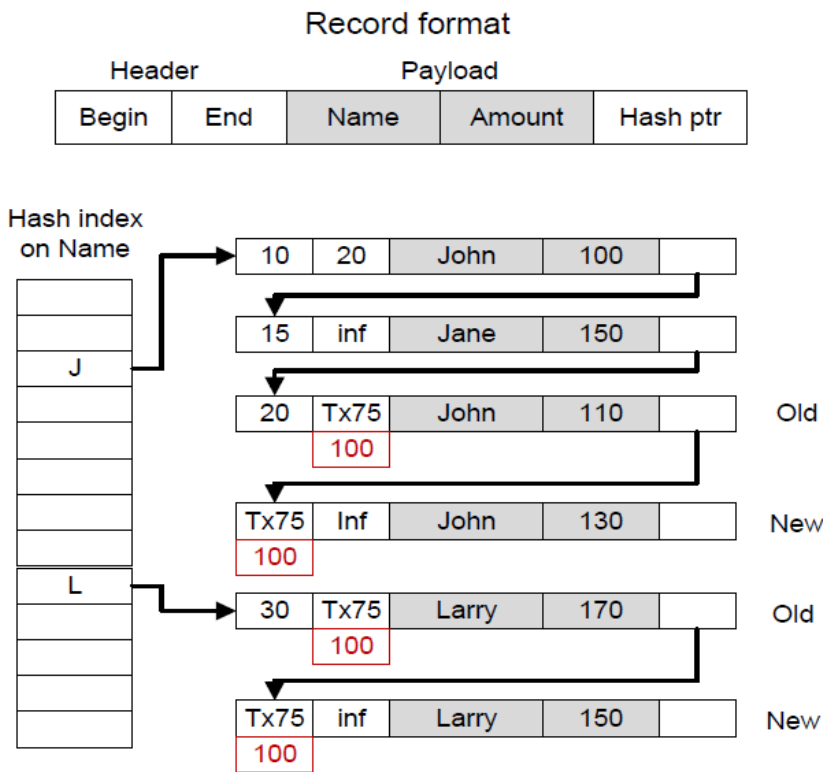 Record format
Header Payload
Begin End Name Amount Hash ptr
Hash index
on Name
J
L
10 20 John 100
15 inf Jane 150
20 Tx75 John 110 Old
100
Tx75 Inf John 130 New
100
30 Tx75 Larry 170 Old
100
Tx75 inf Larry 150 New
100